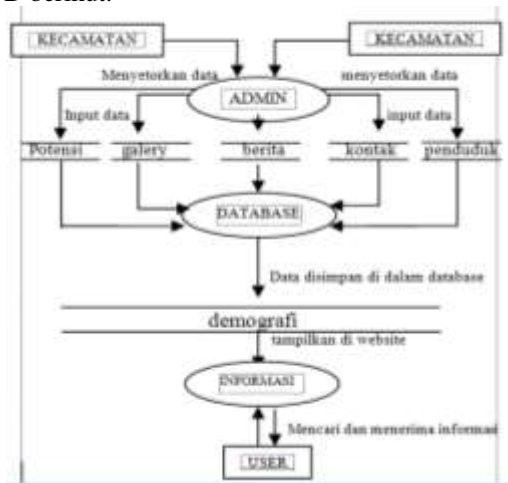 B berikut.
KECAMATAN KECAMATAN
Menyetorkan data menyetorkan data
ADMIN
Input data input data
Potensi galery berita kontak penduduk
DATABASE
Data disimpan di dalam database
demografi
tampilkan di website
INFORMASI
Mencari dan menerima informasi
USER